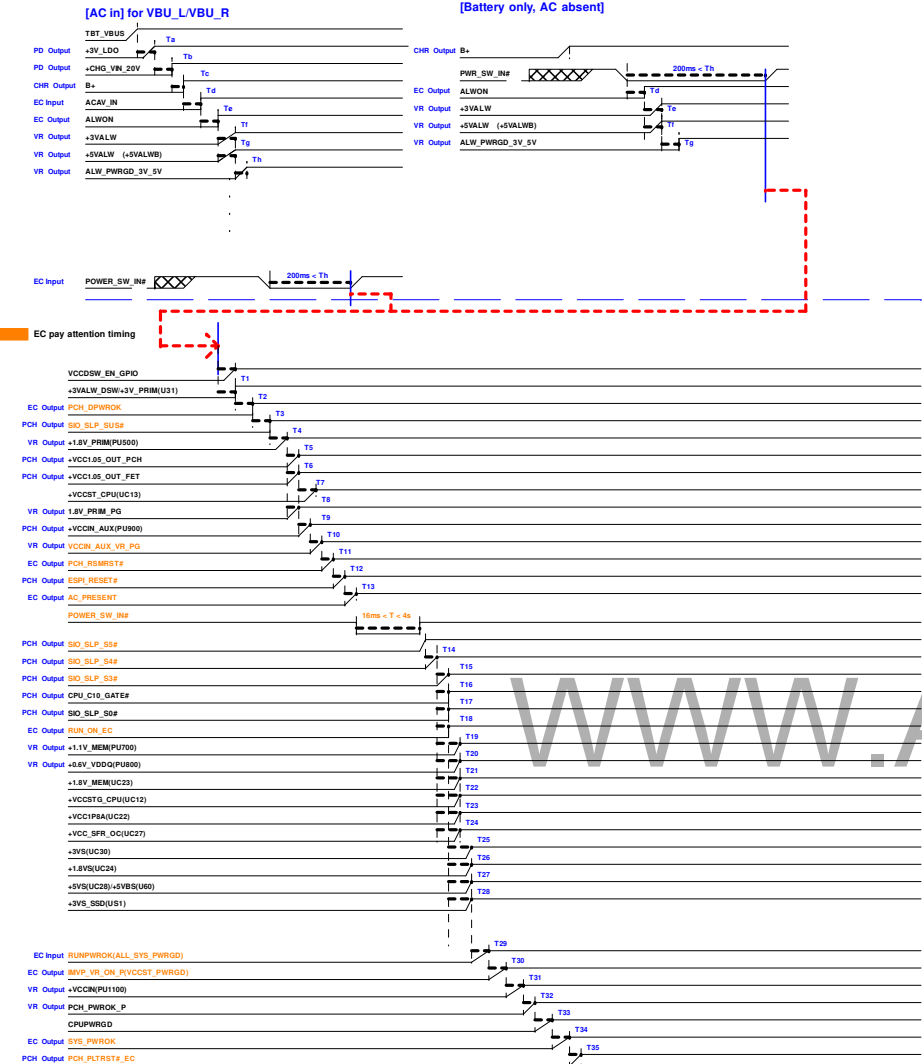 [AC in] for VBU_L/VBU_R
[Battery only, AC absent]
TBT_VBUS
Ta
PD Output +3V_LDO
Tb
PD Output +CHG_VIN_20V
Tc
CHR Output B+
Td
EC Input ACAV_IN
Te
EC Output ALWON
Tf
VR Output +3VALW
Tg
VR Output +5VALW (+5VALWB)
Th
VR Output ALW_PWRGD_3V_5V
CHR Output B+
200ms < Th
PWR_SW_IN#
EC Output ALWON
Td
VR Output +3VALW
Te
VR Output +5VALW (+5VALWB)
Tf
VR Output ALW_PWRGD_3V_5V
Tg
200ms < Th
EC Input POWER_SW_IN#
EC pay attention timing
VCCDSW_EN_GPIO
T1
+3VALW_DSW/+3V_PRIM(U31)
T2
EC Output PCH_DPWROK
T3
PCH Output SIO_SLP_SUS#
T4
VR Output +1.8V_PRIM(PU500)
T5
PCH Output +VCC1.05_OUT_PCH
T6
PCH Output +VCC1.05_OUT_FET
T7
+VCCST_CPU(UC13)
T8
VR Output 1.8V_PRIM_PG
T9
PCH Output +VCCIN_AUX(PU900)
T10
VR Output VCCIN_AUX_VR_PG
T11
EC Output PCH_RSMRST#
T12
PCH Output ESPI_RESET#
T13
EC Output AC_PRESENT
POWER_SW_IN#
16ms < T < 4s
PCH Output SIO_SLP_S5#
T14
PCH Output SIO_SLP_S4#
T15
PCH Output SIO_SLP_S3#
T16
PCH Output CPU_C10_GATE#
T17
PCH Output SIO_SLP_S0#
T18
EC Output RUN_ON_EC
T19
VR Output +1.1V_MEM(PU700)
T20
VR Output +0.6V_VDDQ(PU800)
T21
+1.8V_MEM(UC23)
T22
+VCCSTG_CPU(UC12)
T23
+VCC1P8A(UC22)
T24
+VCC_SFR_OC(UC27)
T25
+3VS(UC30)
T26
+1.8VS(UC24)
T27
+5VS(UC28)/+5VBS(U60)
T28
+3VS_SSD(US1)
T29
EC Input RUNPWROK(ALL_SYS_PWRGD)
T30
EC Output IMVP_VR_ON_P(VCCST_PWRGD)
T31
VR Output +VCCIN(PU1100)
T32
VR Output PCH_PWROK_P
T33
CPUPWRGD
T34
EC Output SYS_PWROK
T35
PCH Output PCH_PLTRST#_EC
WWW.A